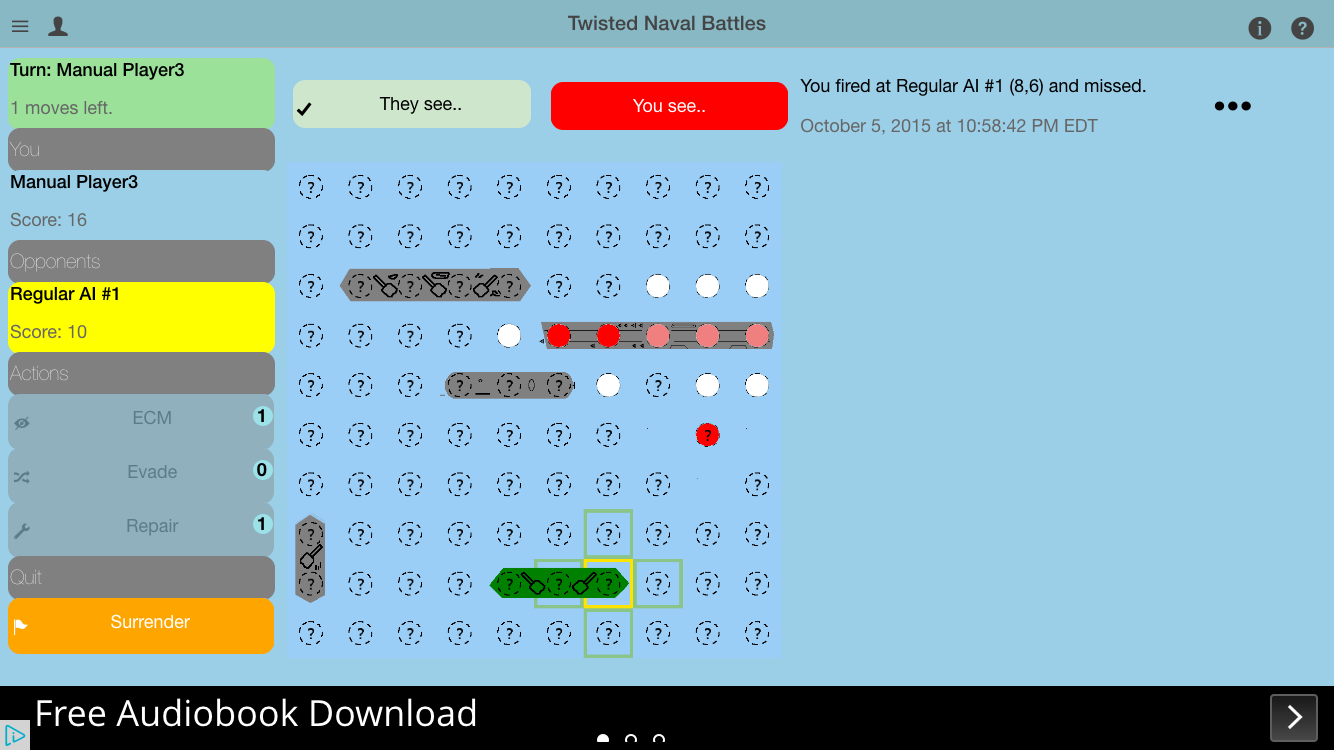 Twisted Naval Battles
Turn: Manual Player3
1 moves left.
You
Manual Player3
Score: 16
Opponents
Regular AI #1
Score: 10
Actions
ECM 1
Evade 0
Repair 1
Quit
Surrender
They see..
You see..
You fired at Regular AI #1 (8,6) and missed.
October 5, 2015 at 10:58:42 PM EDT
? ? ? ? ? ? ? ? ? ?
? ? ? ? ? ? ? ? ? ?
? ? ? ? ? ? ?
? ? ? ?
? ? ? ? ? ? ?
? ? ? ? ? ? ? ?
? ? ? ? ? ? ? ? ?
? ? ? ? ? ? ? ? ? ?
? ? ? ? ? ? ? ? ? ?
? ? ? ? ? ? ? ? ? ?
Free Audiobook Download